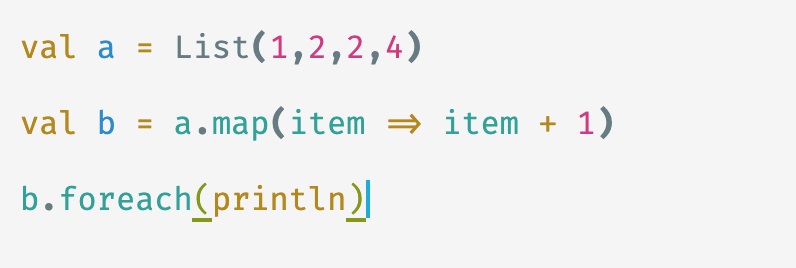 val a = List(1,2,2,4)
val b = a.map(item => item + 1)
b.foreach(println)